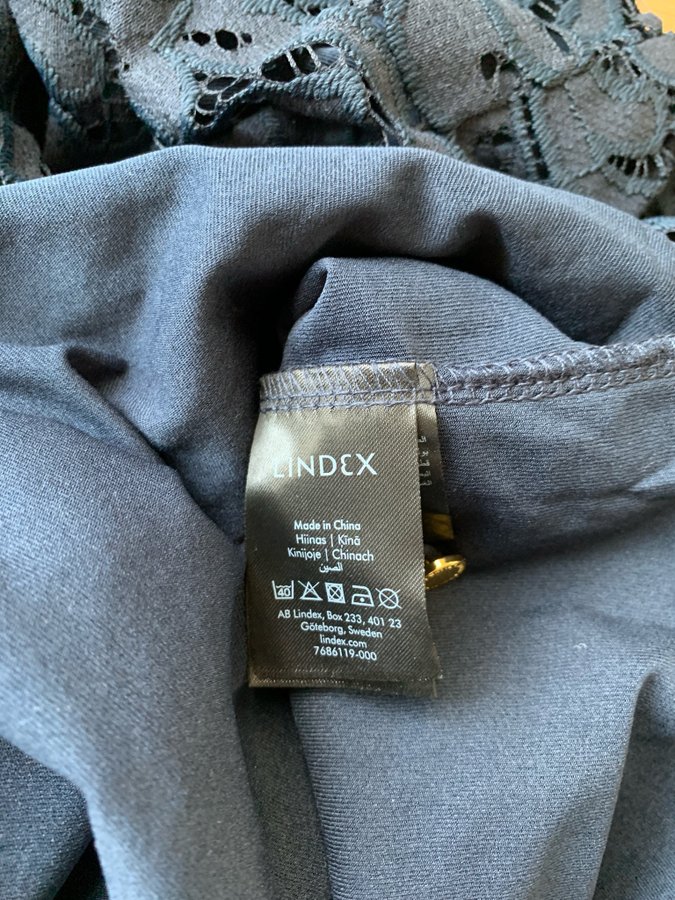 LINDEX
Made in China
Hiinas | Kīnā
Kinijoje | Chinach
الصين
40
AB Lindex, Box 233, 401 23
Göteborg, Sweden
lindex.com
7686119-000